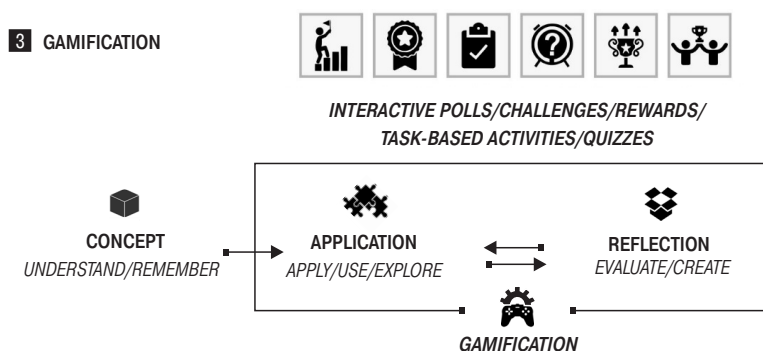 3 GAMIFICATION
INTERACTIVE POLLS/CHALLENGES/REWARDS/
TASK-BASED ACTIVITIES/QUIZZES
CONCEPT
UNDERSTAND/REMEMBER
APPLICATION
APPLY/USE/EXPLORE
REFLECTION
EVALUATE/CREATE
GAMIFICATION